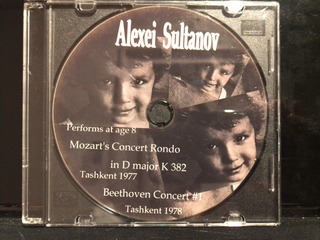 Alexei Sultanov
Performs at age 8
Mozart's Concert Rondo
in D major K 382
Tashkent 1977
Beethoven Concert #1
Tashkent 1978